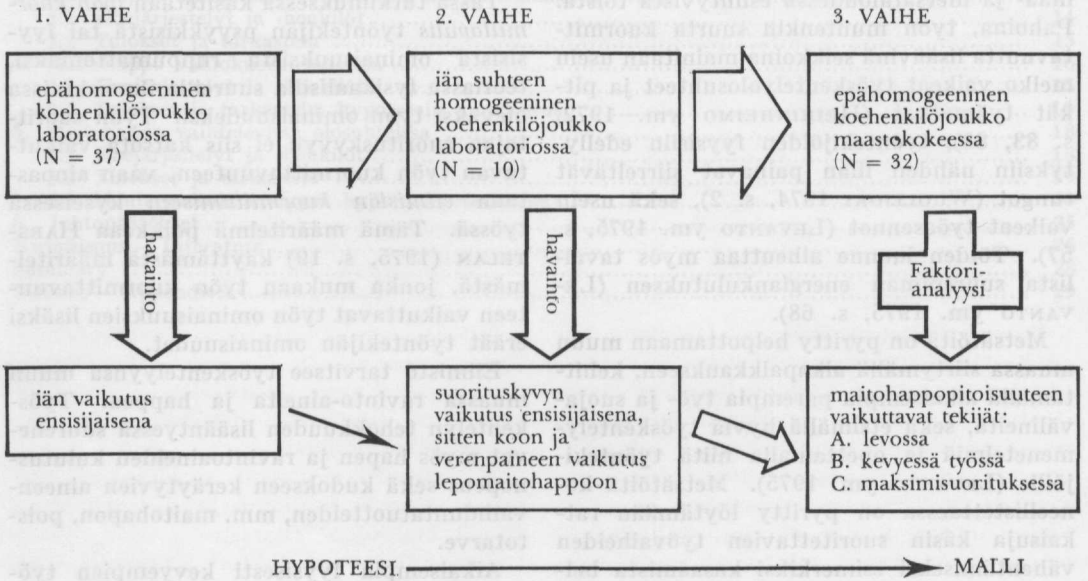 1. VAIHE
2. VAIHE
3. VAIHE
epähomogeeninen
koehenkilöjoukko
laboratoriossa
(N = 37)
iän suhteen
homogeeninen
koehenkilöjoukko
laboratoriossa
(N = 10)
epähomogeeninen
koehenkilöjoukko
maastokokeessa
(N = 32)
havainto
havainto
Faktori-
analyysi
iän vaikutus
ensisijaisena
suorituskyvyn
vaikutus ensisijaisena,
sitten koon ja
verenpaineen vaikutus
lepomaitohappoon
maitohappopitoisuuteen
vaikuttavat tekijät:
A. levossa
B. kevyessä työssä
C. maksimisuorituksessa
HYPOTEESI
MALLI